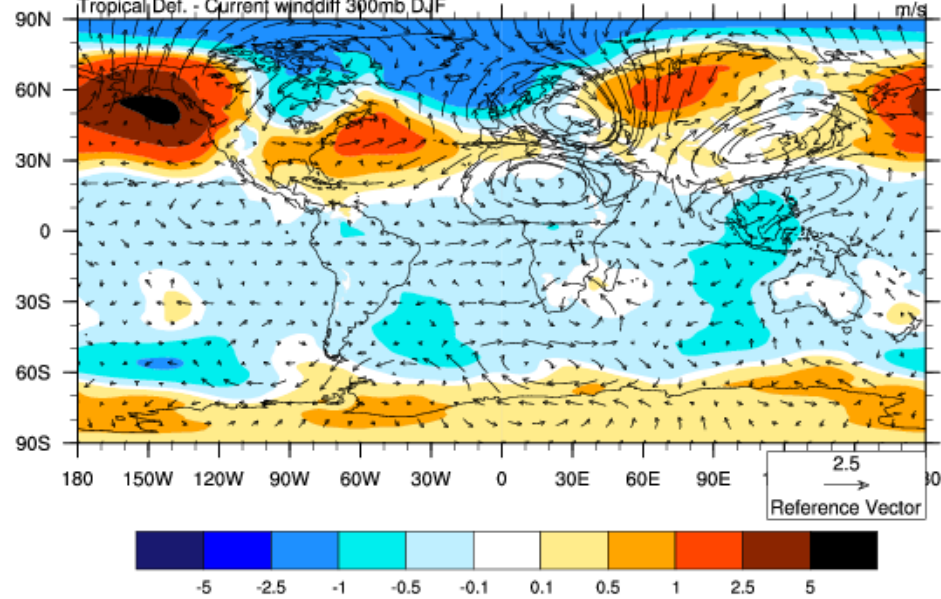 Tropical Def. - Current winddiff 300mb DJF
m/s
90N
60N
30N
0
30S
60S
90S
180 150W 120W 90W 60W 30W 0 30E 60E 90E
2.5
Reference Vector
-5 -2.5 -1 -0.5 -0.1 0.1 0.5 1 2.5 5